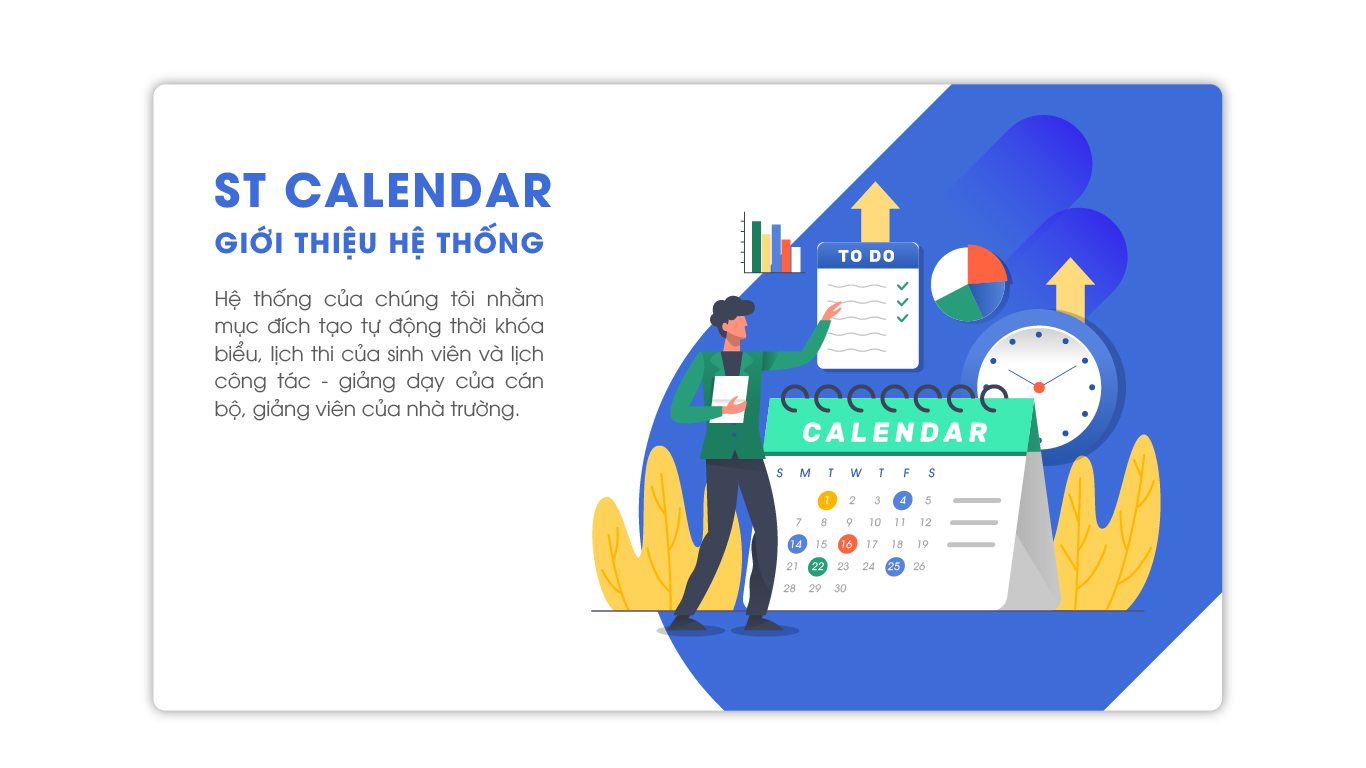 ST CALENDAR
GIỚI THIỆU HỆ THỐNG
Hệ thống của chúng tôi nhằm
mục đích tạo tự động thời khóa
biểu, lịch thi của sinh viên và lịch
công tác - giảng dạy của cán
bộ, giảng viên của nhà trường.
TO DO
CALENDAR
S M T W T F S
1 2 3 4 5
7 8 9 10 11 12
14 15 16 17 18 19
21 22 23 24 25 26
28 29 30